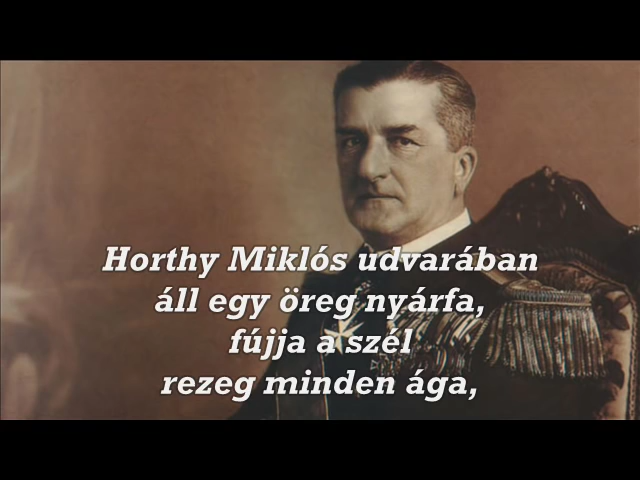 Horthy Miklós udvarában
áll egy öreg nyárfa,
fújja a szél
rezeg minden ága,